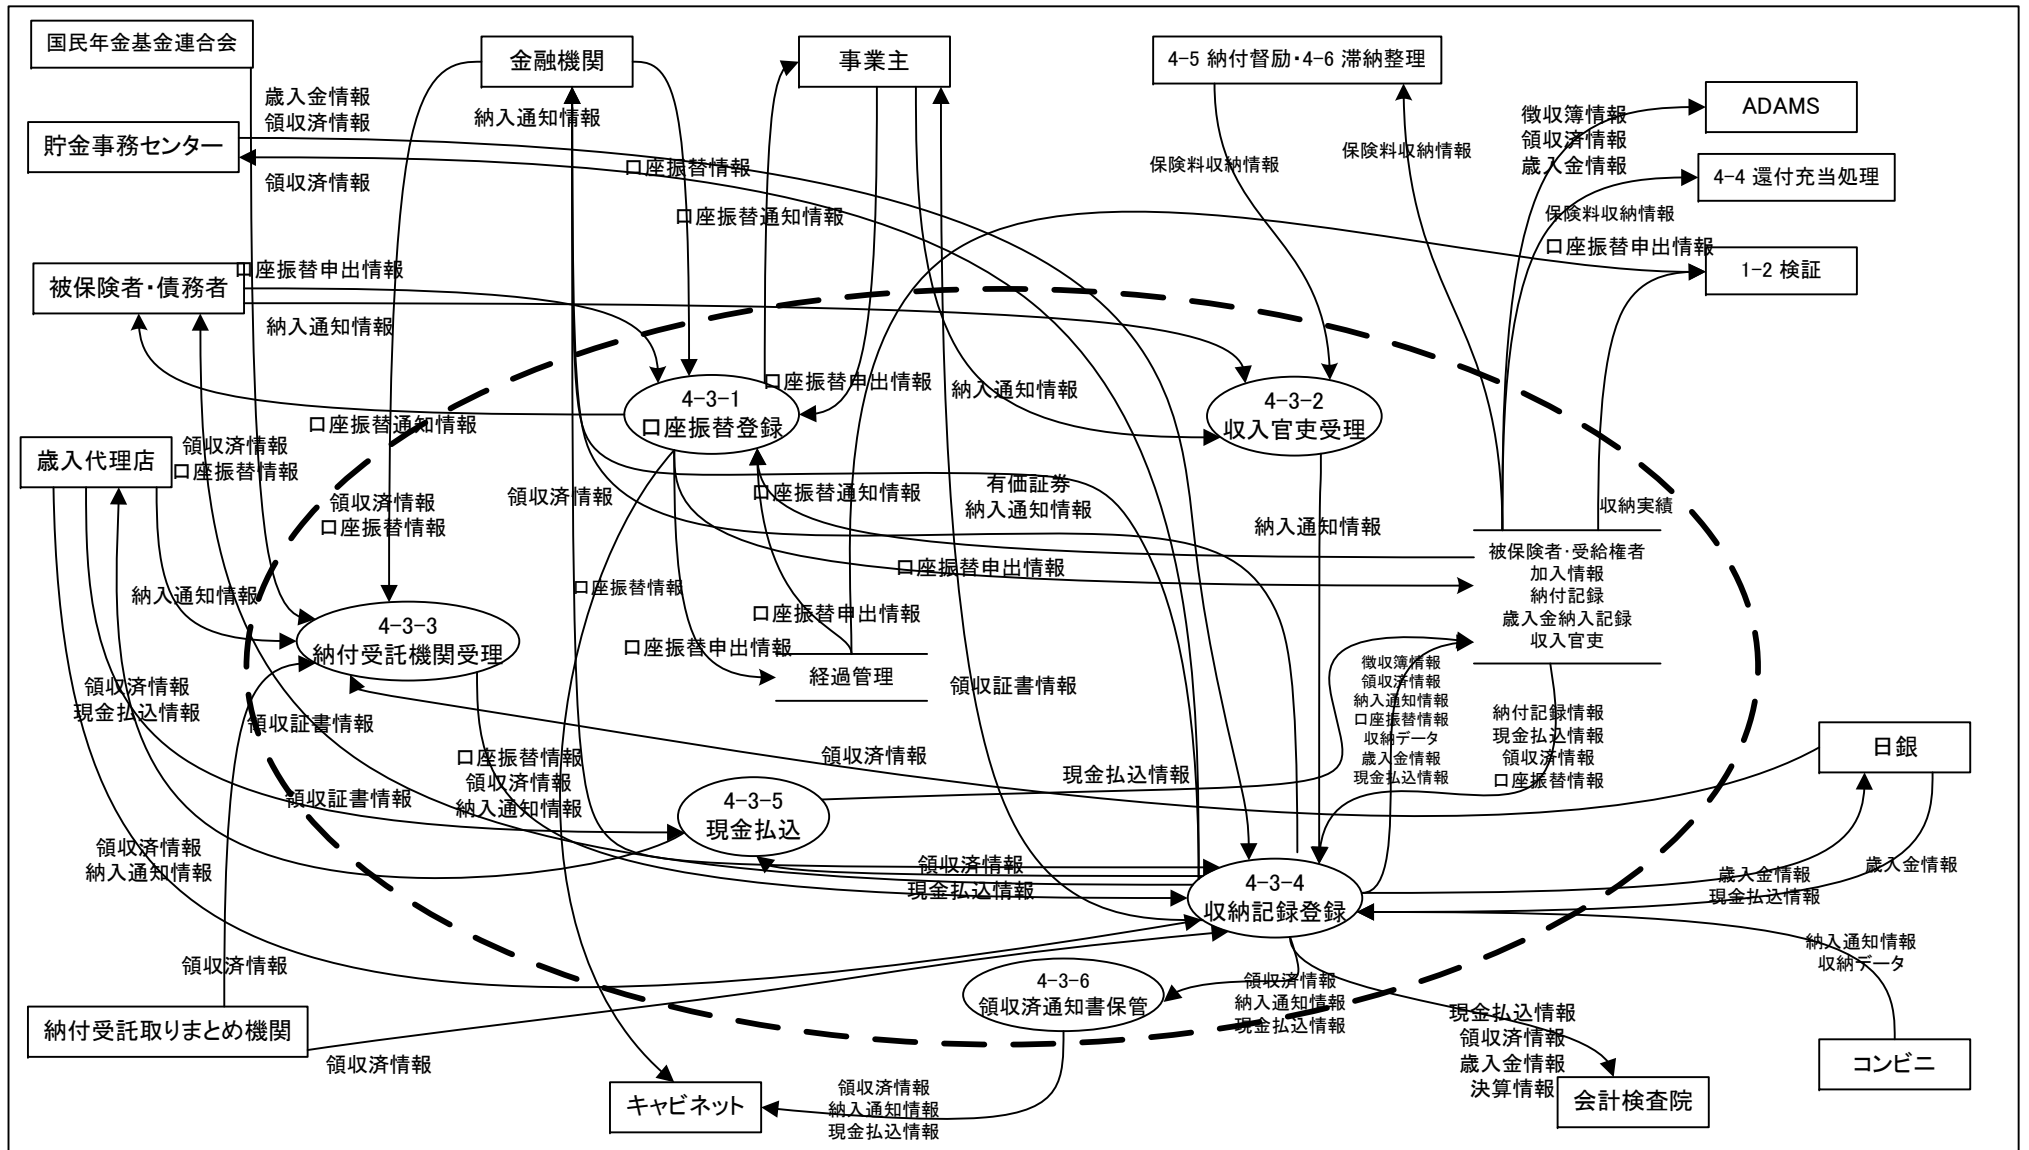 国民年金基金連合会
金融機関
事業主
4-5 納付督励・4-6 滞納整理
ADAMS
歳入金情報
領収済情報
納入通知情報
徴収簿情報
領収済情報
歳入金情報
貯金事務センター
領収済情報
口座振替情報
保険料収納情報
保険料収納情報
4-4 還付充当処理
口座振替通知情報
保険料収納情報
口座振替申出情報
口座振替申出情報
1-2 検証
被保険者・債務者
納入通知情報
4-3-1
口座振替登録
口座振替申出情報
納入通知情報
4-3-2
収入官吏受理
口座振替通知情報
歳入代理店
領収済情報
口座振替情報
領収済情報
口座振替情報
領収済情報
口座振替通知情報
有価証券
納入通知情報
納入通知情報
収納実績
被保険者・受給権者
加入情報
納付記録
歳入金納入記録
収入官吏
口座振替申出情報
口座振替情報
納入通知情報
口座振替申出情報
4-3-3
納付受託機関受理
口座振替申出情報
経過管理
領収証書情報
徴収簿情報
領収済情報
納入通知情報
口座振替情報
収納データ
歳入金情報
現金払込情報
納付記録情報
現金払込情報
領収済情報
口座振替情報
領収済情報
現金払込情報
領収証書情報
口座振替情報
領収済情報
納入通知情報
領収済情報
現金払込情報
日銀
領収証書情報
4-3-5
現金払込
領収済情報
納入通知情報
領収済情報
現金払込情報
4-3-4
収納記録登録
歳入金情報
現金払込情報
歳入金情報
納入通知情報
収納データ
領収済情報
4-3-6
領収済通知書保管
領収済情報
納入通知情報
現金払込情報
現金払込情報
領収済情報
歳入金情報
決算情報
納付受託取りまとめ機関
領収済情報
コンビニ
キャビネット
領収済情報
納入通知情報
現金払込情報
会計検査院